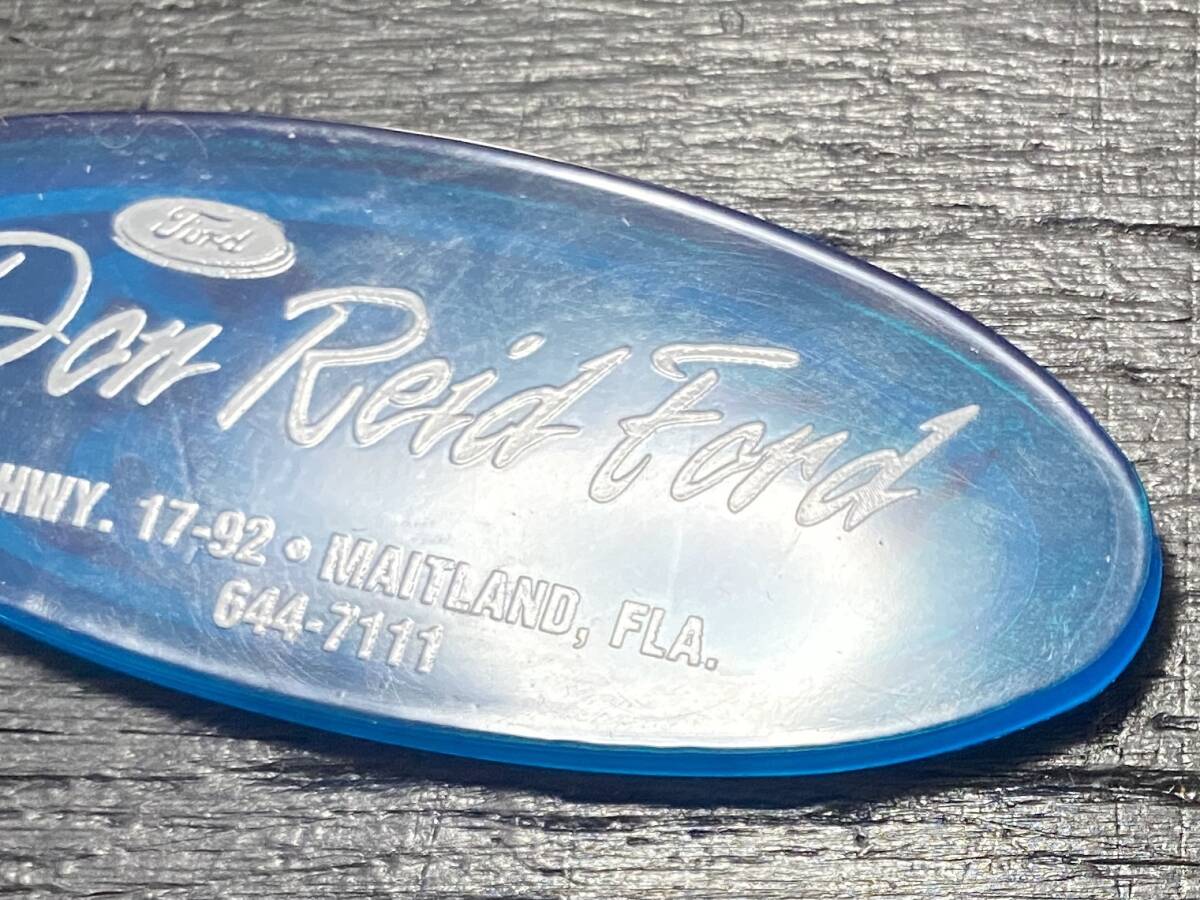 Ford
Don Reid Ford
HWY. 17-92 • MAITLAND, FLA.
644-7111